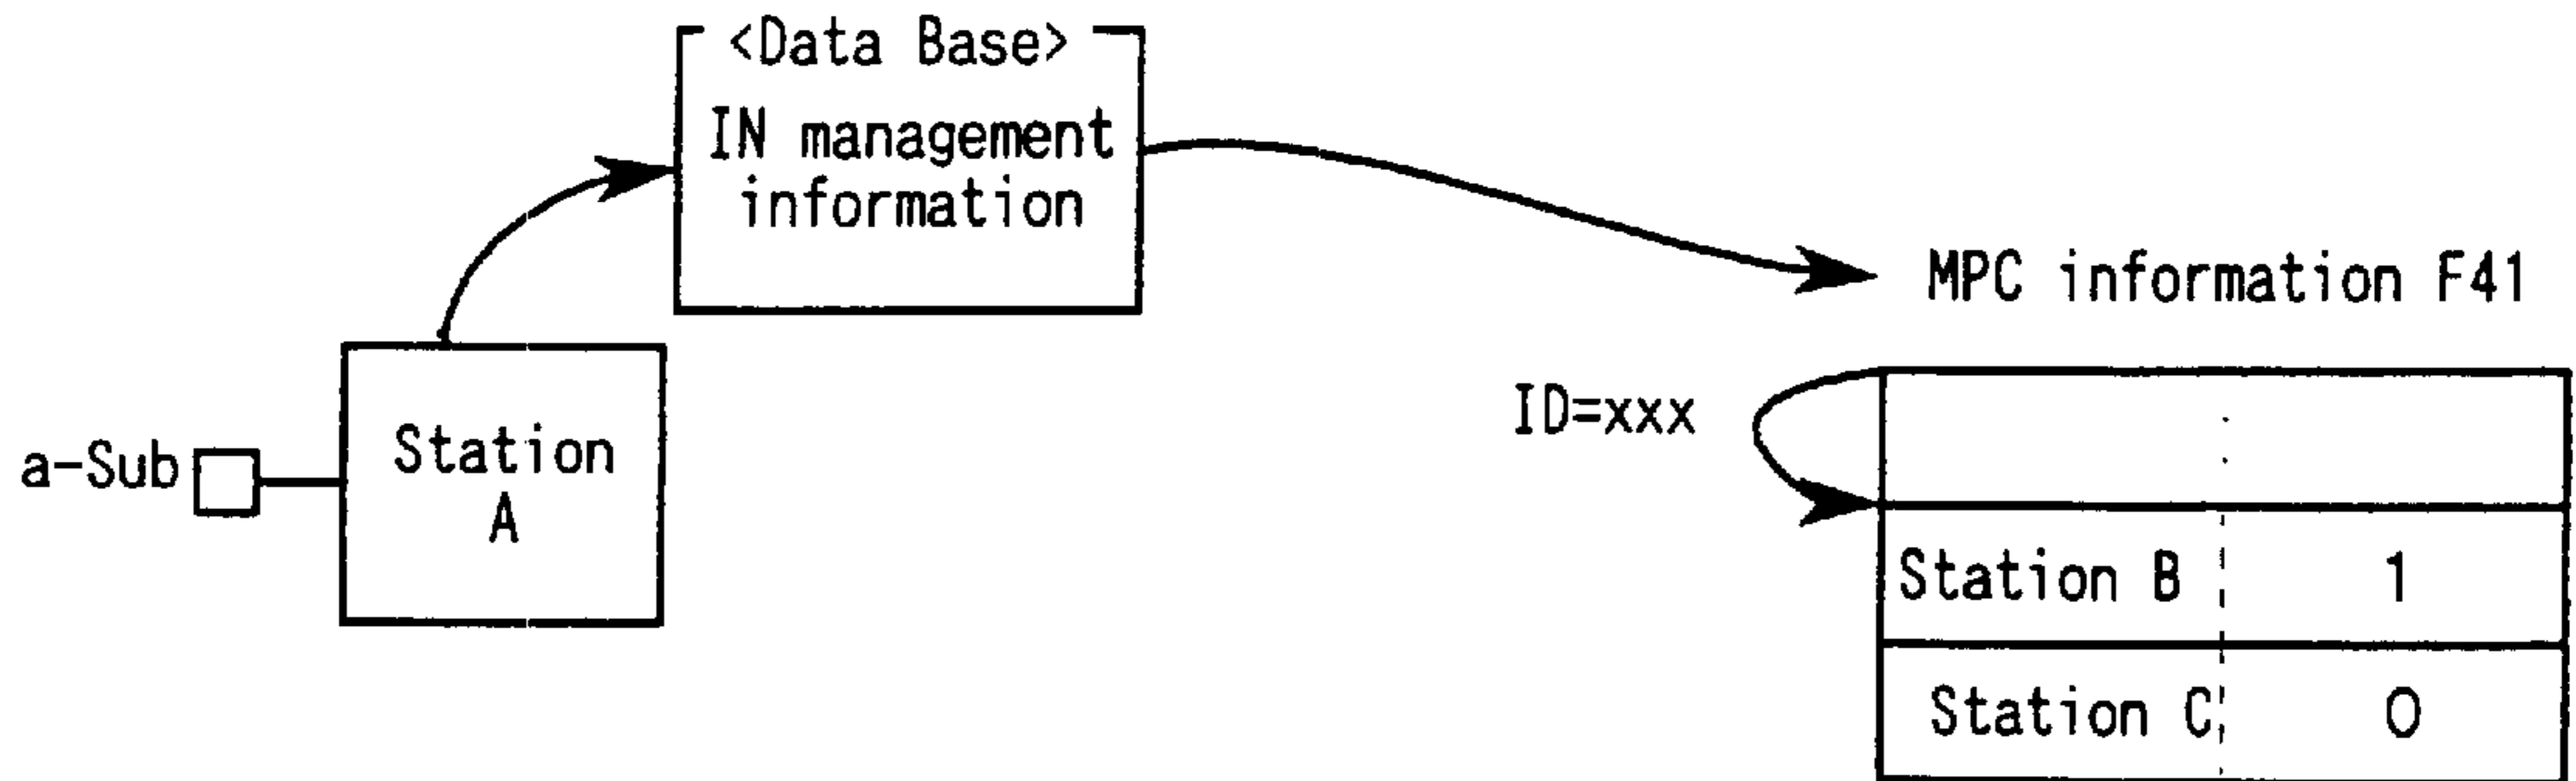 <Data Base>
IN management
information
MPC information F41
ID=xxx
a-Sub
Station
A
Station B 1
Station C 0